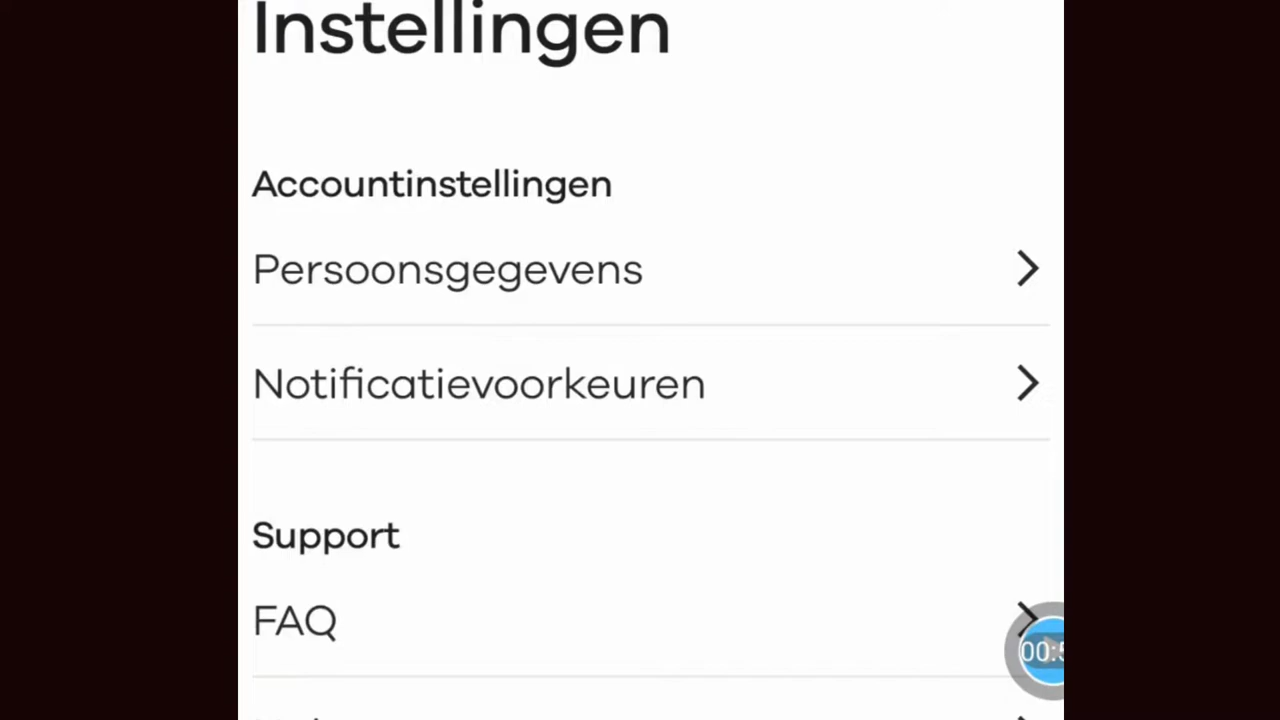 Instellingen
Accountinstellingen
Persoonsgegevens
Notificatievoorkeuren
Support
FAQ